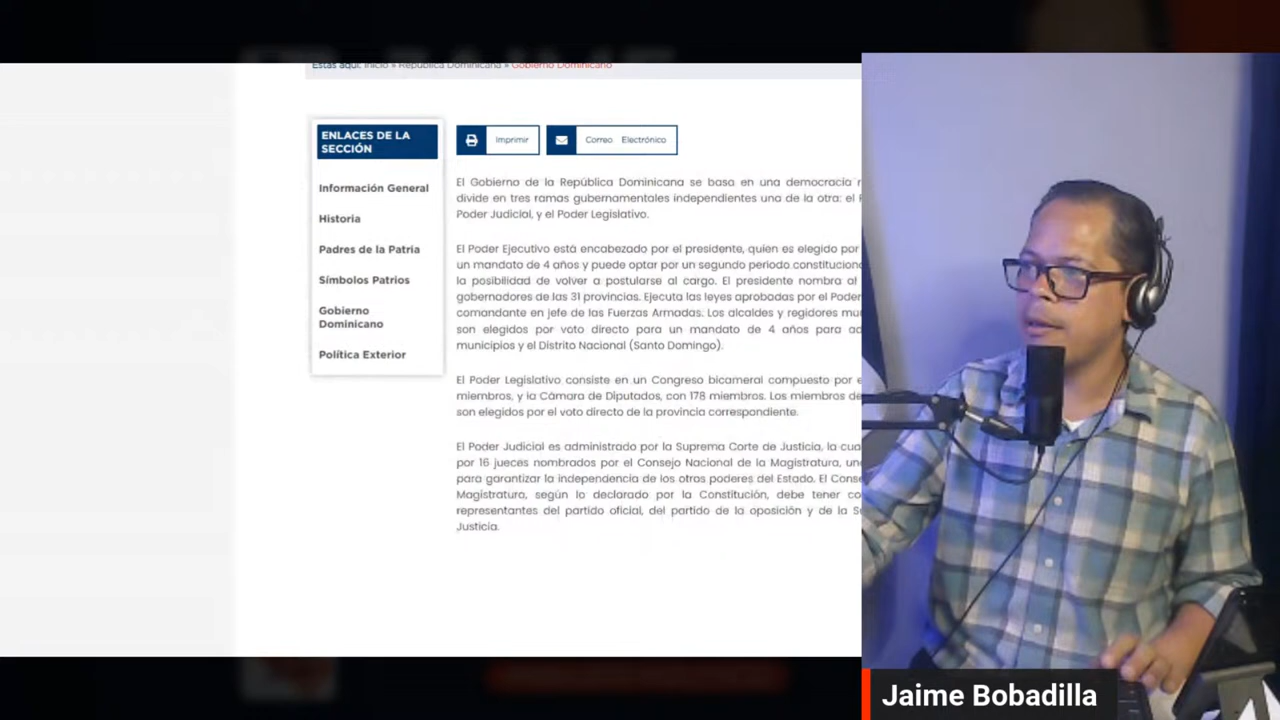 Estás aquí: Inicio » República Dominicana » Gobierno Dominicano
ENLACES DE LA
SECCIÓN
Información General
Historia
Padres de la Patria
Símbolos Patrios
Gobierno
Dominicano
Política Exterior
Imprimir
Correo Electrónico
El Gobierno de la República Dominicana se basa en una democracia
divide en tres ramas gubernamentales independientes una de la otra: el
Poder Judicial, y el Poder Legislativo.
El Poder Ejecutivo está encabezado por el presidente, quien es elegido por
un mandato de 4 años y puede optar por un segundo periodo
la posibilidad de volver a postularse al cargo. El presidente nombra al
gobernadores de las 31 provincias. Ejecuta las leyes aprobadas por el Poder
comandante en jefe de las Fuerzas Armadas. Los alcaldes y regidores
son elegidos por voto directo para un mandato de 4 años para
municipios y el Distrito Nacional (Santo Domingo).
El Poder Legislativo consiste en un Congreso bicameral compuesto por
miembros, y la Cámara de Diputados, con 178 miembros. Los miembros
son elegidos por el voto directo de la provincia correspondiente.
El Poder Judicial es administrado por la Suprema Corte de Justicia, la
por 16 jueces nombrados por el Consejo Nacional de la Magistratura,
para garantizar la independencia de los otros poderes del Estado. El
Magistratura, según lo declarado por la Constitución, debe tener
representantes del partido oficial, del partido de la oposición y de la
Justicia.
Jaime Bobadilla